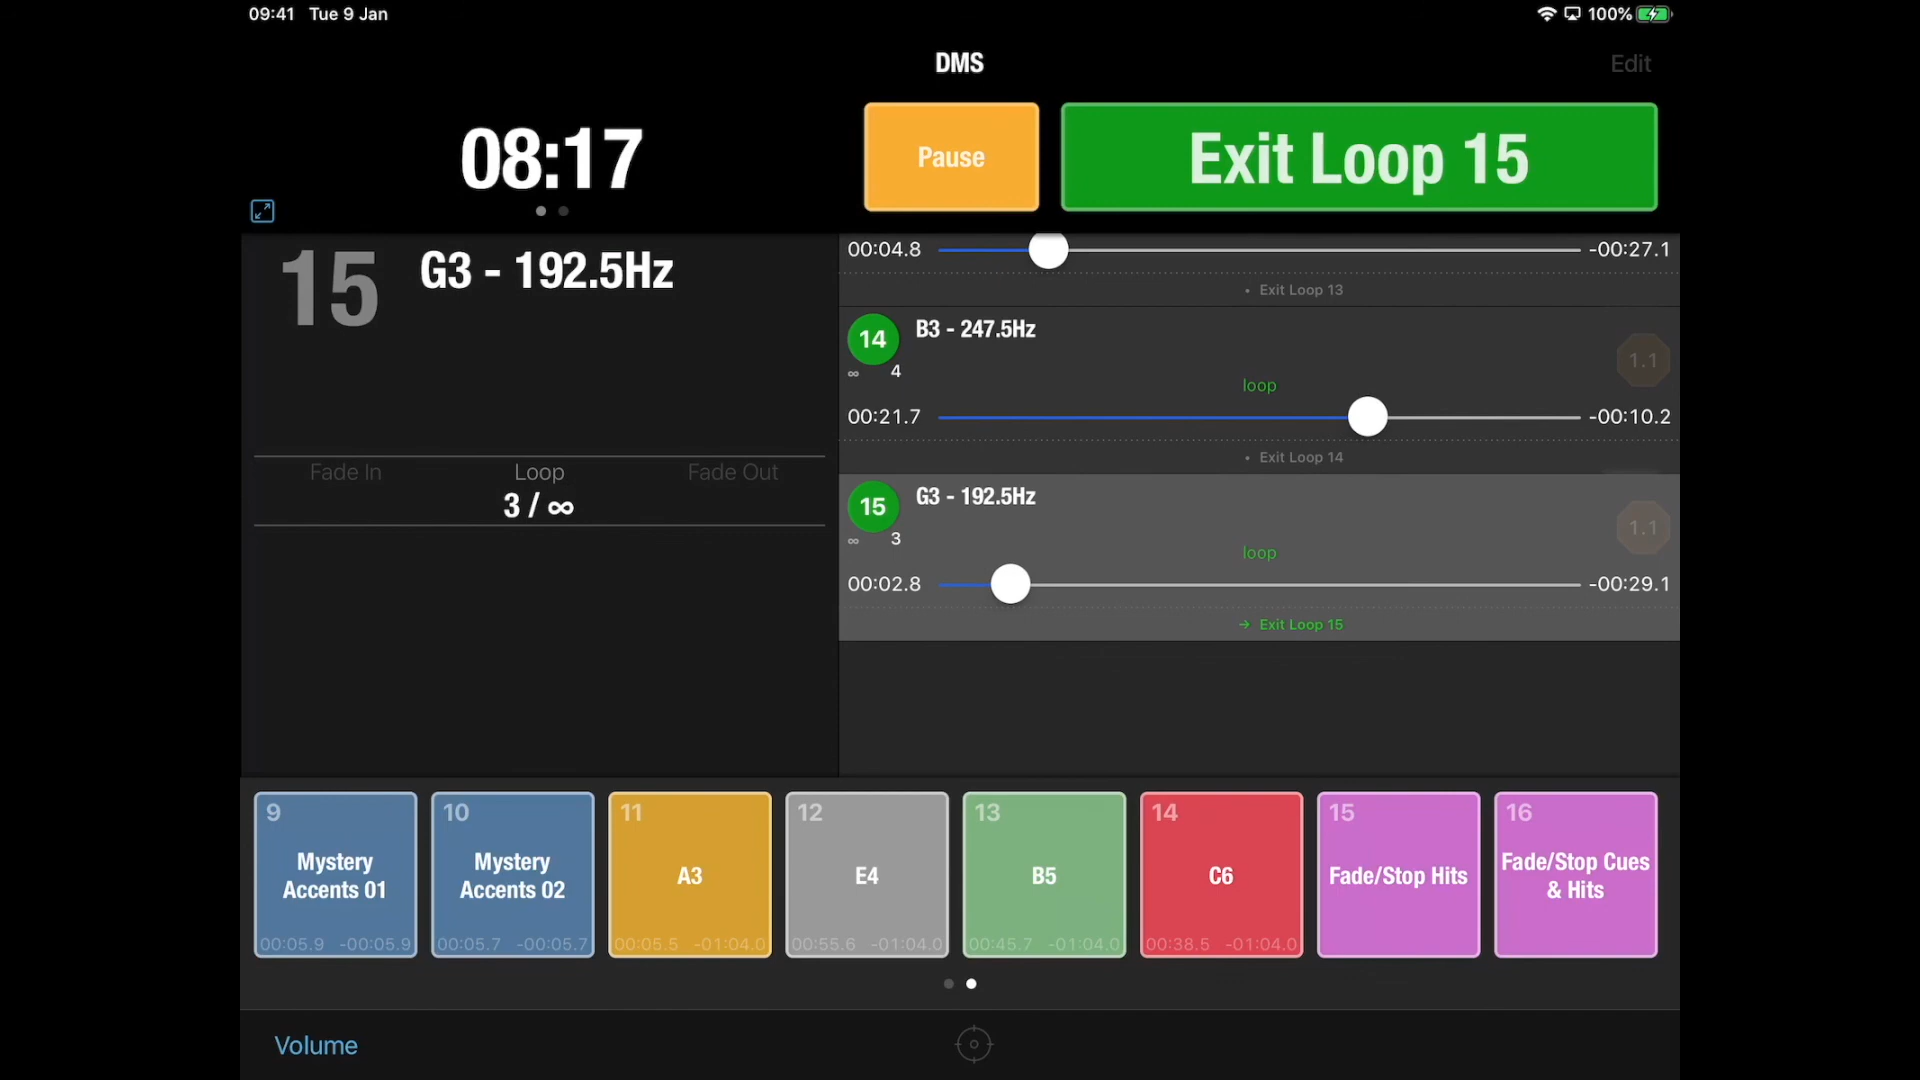 09:41 Tue 9 Jan
100%
DMS
Edit
08:17
Pause
Exit Loop 15
15
G3 - 192.5Hz
Fade In
Loop
Fade Out
3 / ∞
00:04.8
-00:27.1
• Exit Loop 13
14
B3 - 247.5Hz
∞ 4
1.1
loop
00:21.7
-00:10.2
• Exit Loop 14
15
G3 - 192.5Hz
∞ 3
1.1
loop
00:02.8
-00:29.1
→ Exit Loop 15
9
Mystery
Accents 01
00:05.9 -00:05.9
10
Mystery
Accents 02
00:05.7 -00:05.7
11
A3
00:05.5 -01:04.0
12
E4
00:55.6 -01:04.0
13
B5
00:45.7 -01:04.0
14
C6
00:38.5 -01:04.0
15
Fade/Stop Hits
16
Fade/Stop Cues
& Hits
Volume